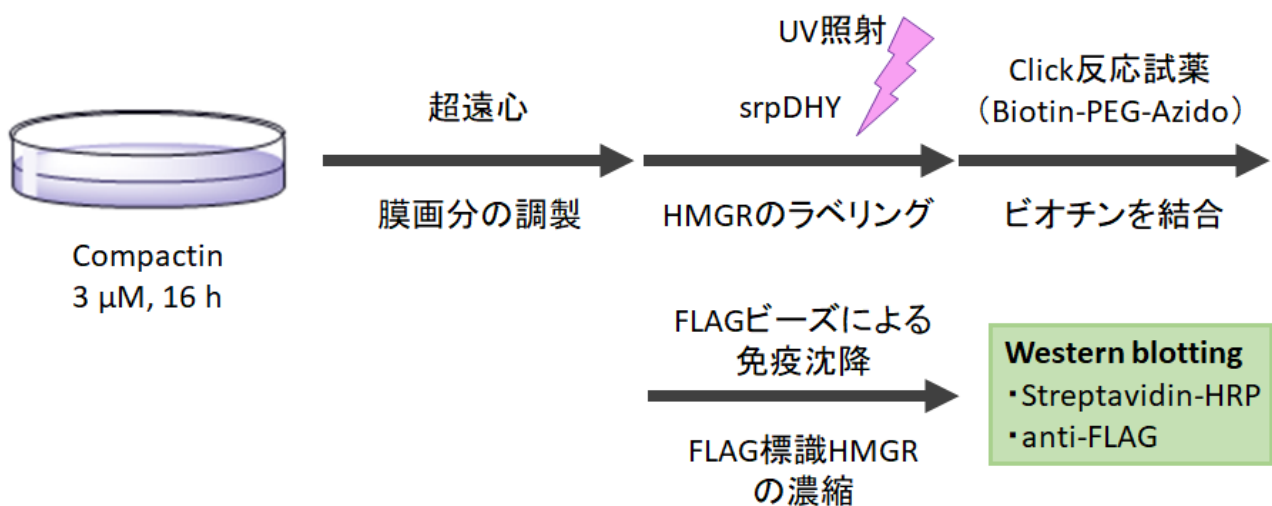 Compactin
3 μM, 16 h
超遠心
膜画分の調製
UV照射
srpDHY
HMGRのラベリング
Click反応試薬
（Biotin-PEG-Azido）
ビオチンを結合
FLAGビーズによる
免疫沈降
FLAG標識HMGR
の濃縮
Western blotting
・Streptavidin-HRP
・anti-FLAG